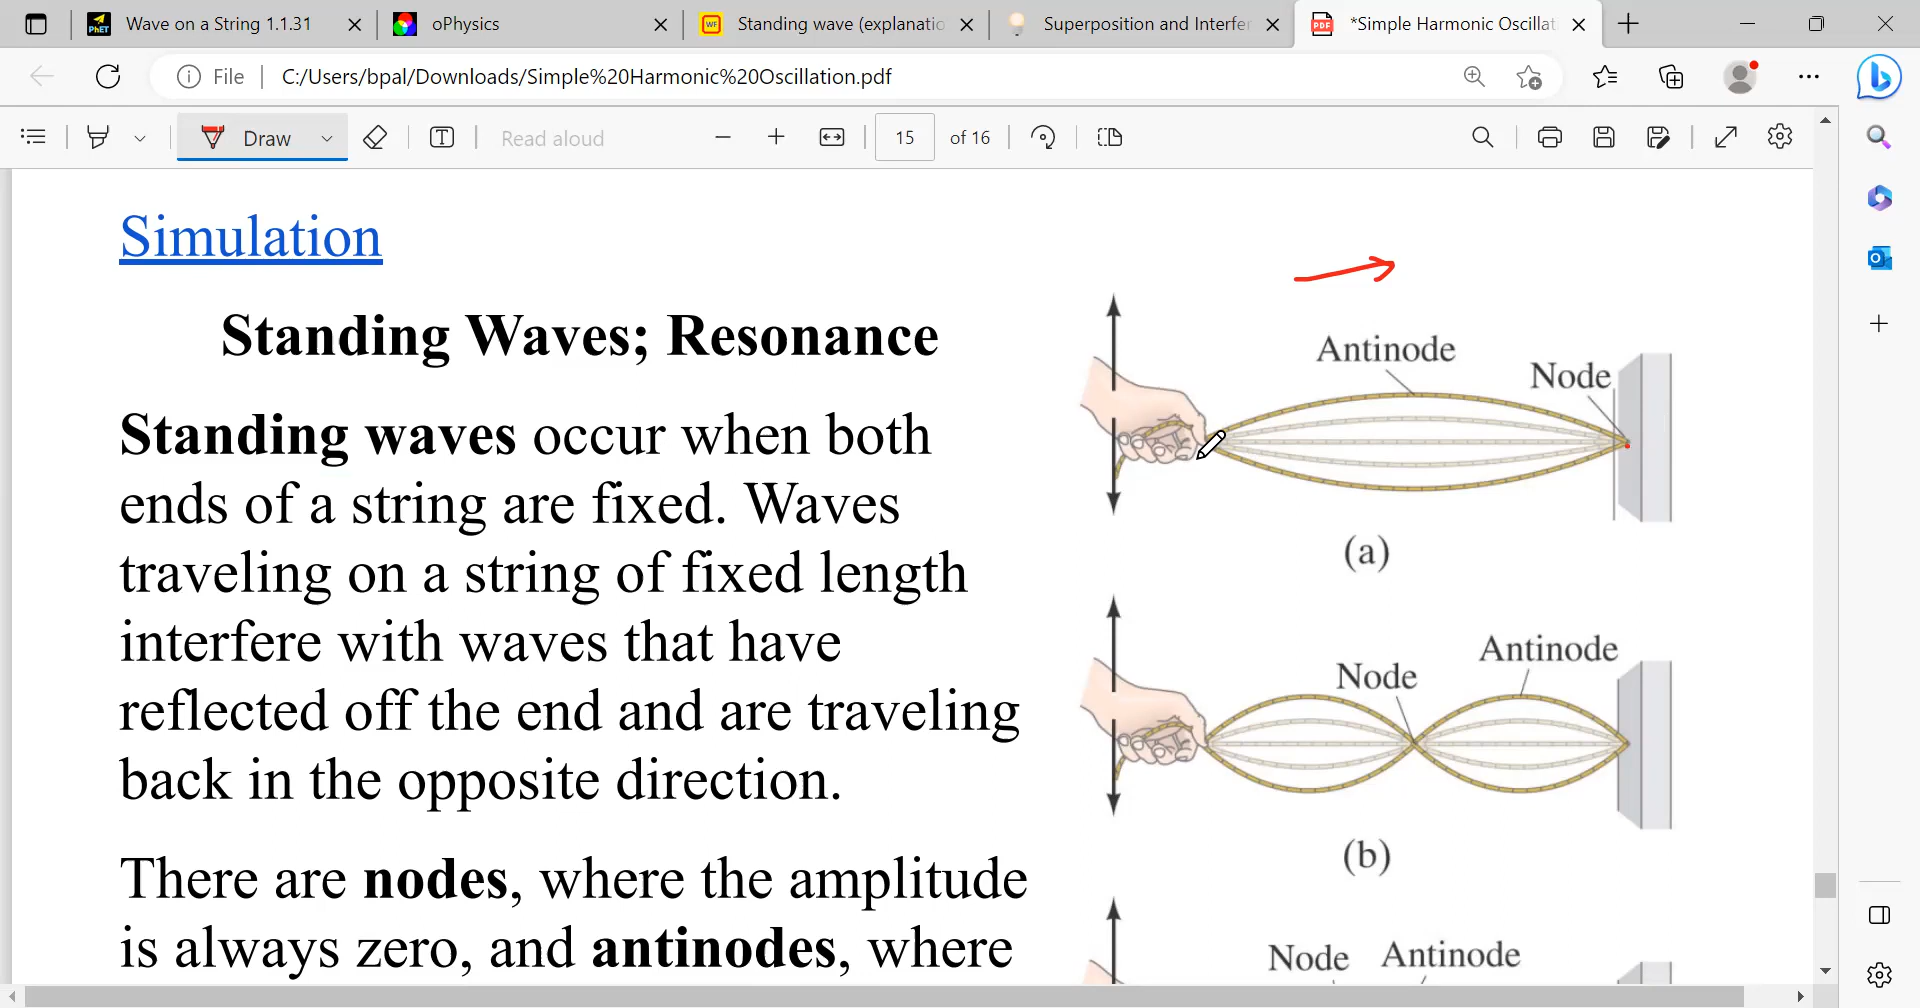 Wave on a String 1.1.31
oPhysics
Standing wave (explanatio
Superposition and Interfer
*Simple Harmonic Oscillat
File
C:/Users/bpal/Downloads/Simple%20Harmonic%20Oscillation.pdf
Draw
Read aloud
15 of 16
Simulation
Standing Waves; Resonance
Standing waves occur when both
ends of a string are fixed. Waves
traveling on a string of fixed length
interfere with waves that have
reflected off the end and are traveling
back in the opposite direction.
There are nodes, where the amplitude
is always zero, and antinodes, where
Antinode
Node
(a)
Antinode
Node
(b)
Node Antinode